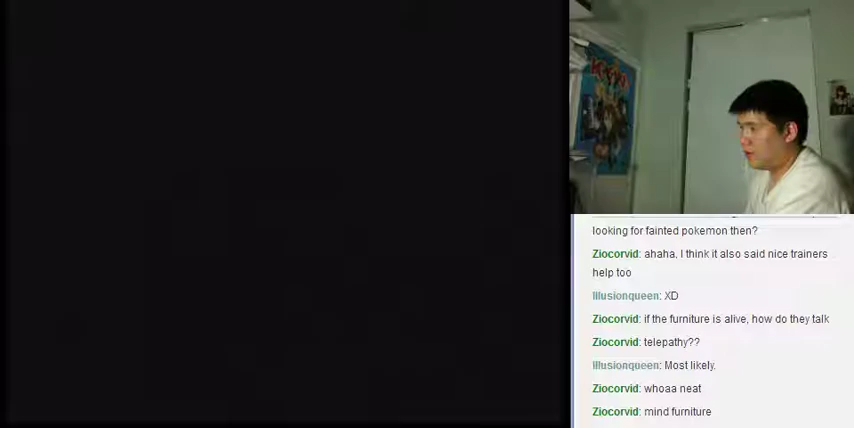 looking for fainted pokemon then?
Ziocorvid: ahaha, I think it also said nice trainers
help too
Illusionqueen: XD
Ziocorvid: if the furniture is alive, how do they talk
Ziocorvid: telepathy??
Illusionqueen: Most likely.
Ziocorvid: whoaa neat
Ziocorvid: mind furniture